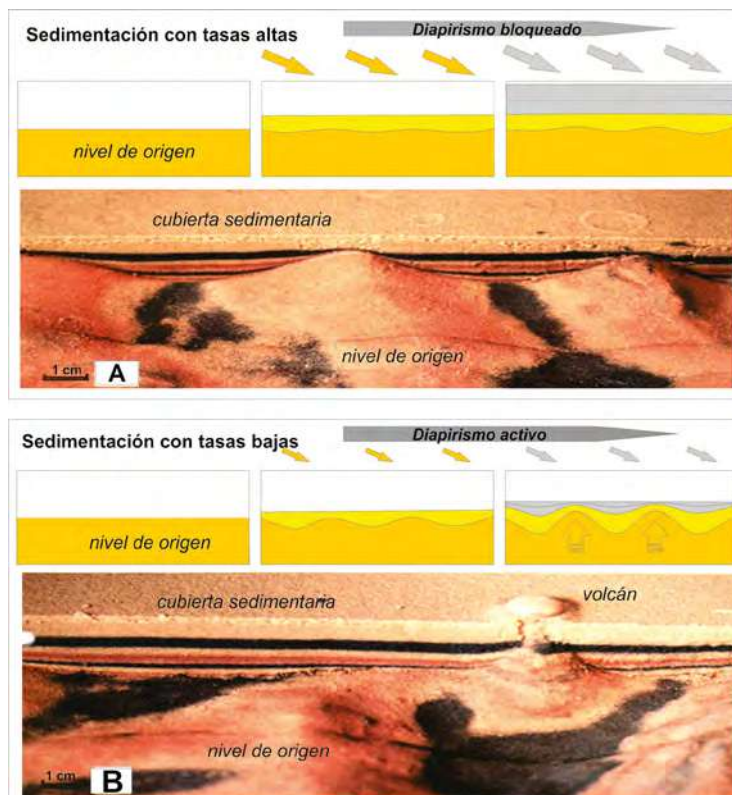 Sedimentación con tasas altas
Diapirismo bloqueado
nivel de origen
cubierta sedimentaria
nivel de origen
1 cm
A
Sedimentación con tasas bajas
Diapirismo activo
nivel de origen
cubierta sedimentaria
volcán
nivel de origen
1 cm
B